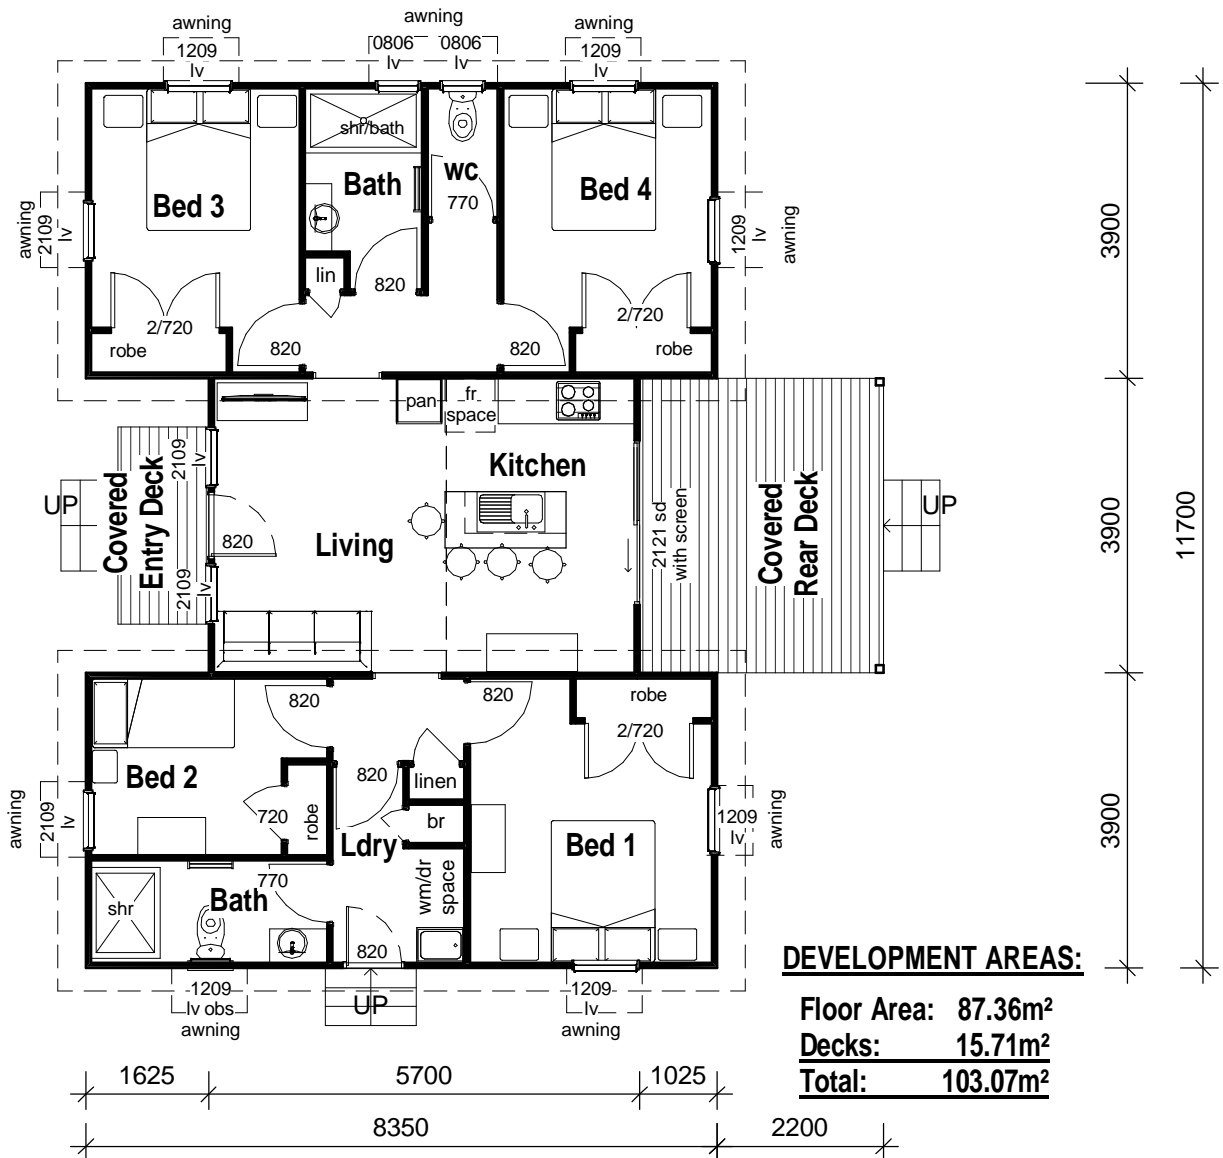 awning
awning
awning
1209
lv
0806
lv
0806
lv
1209
lv
shr/bath
Bed 3
Bath
wc
770
Bed 4
awning
2109
lv
1209
lv
awning
lin
820
2/720
robe
820
820
2/720
robe
3900
3900
3900
11700
pan
fr
space
Kitchen
2109
lv
UP
Covered
Entry Deck
820
Living
2109
lv
2121 sd
with screen
Covered
Rear Deck
UP
820
820
robe
2/720
Bed 2
820
linen
awning
2109
lv
720
robe
br
Ldry
Bed 1
1209
lv
awning
770
Bath
shr
wm/dr
space
820
1209
lv obs
awning
UP
1209
lv
awning
DEVELOPMENT AREAS:
Floor Area: 87.36m²
Decks: 15.71m²
Total: 103.07m²
1625
5700
1025
8350
2200